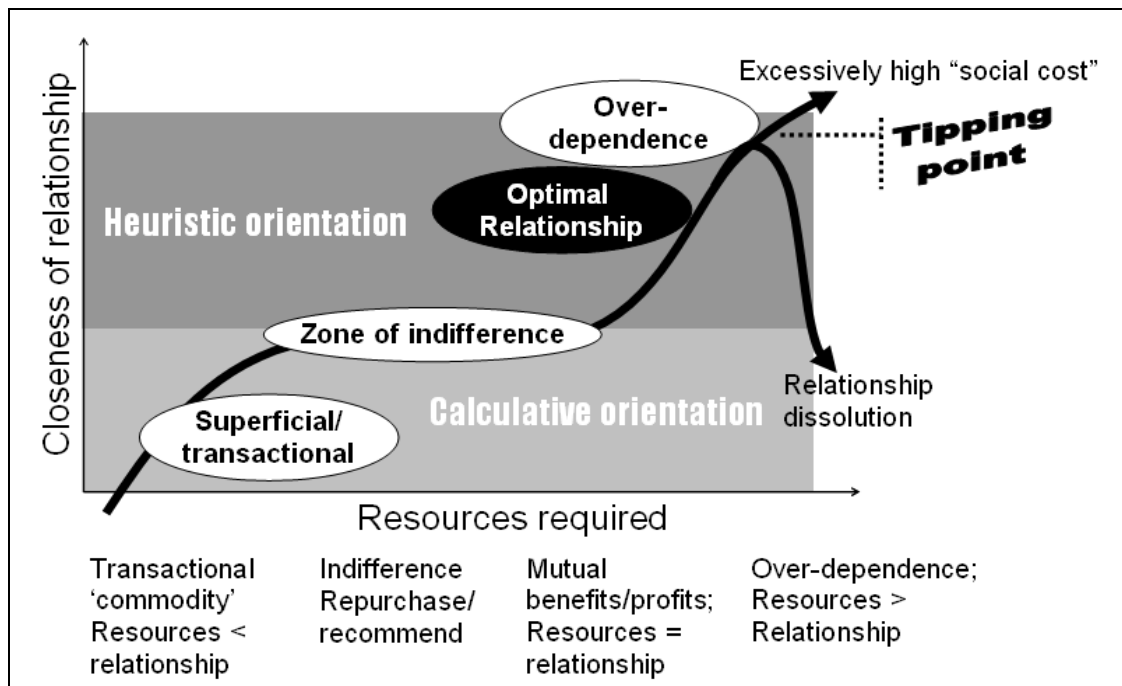 Closeness of relationship
Excessively high “social cost”
Over-
dependence
Tipping
point
Optimal
Relationship
Heuristic orientation
Zone of indifference
Relationship
dissolution
Calculative orientation
Superficial/
transactional
Resources required
Transactional
‘commodity’
Resources <
relationship
Indifference
Repurchase/
recommend
Mutual
benefits/profits;
Resources =
relationship
Over-dependence;
Resources >
Relationship